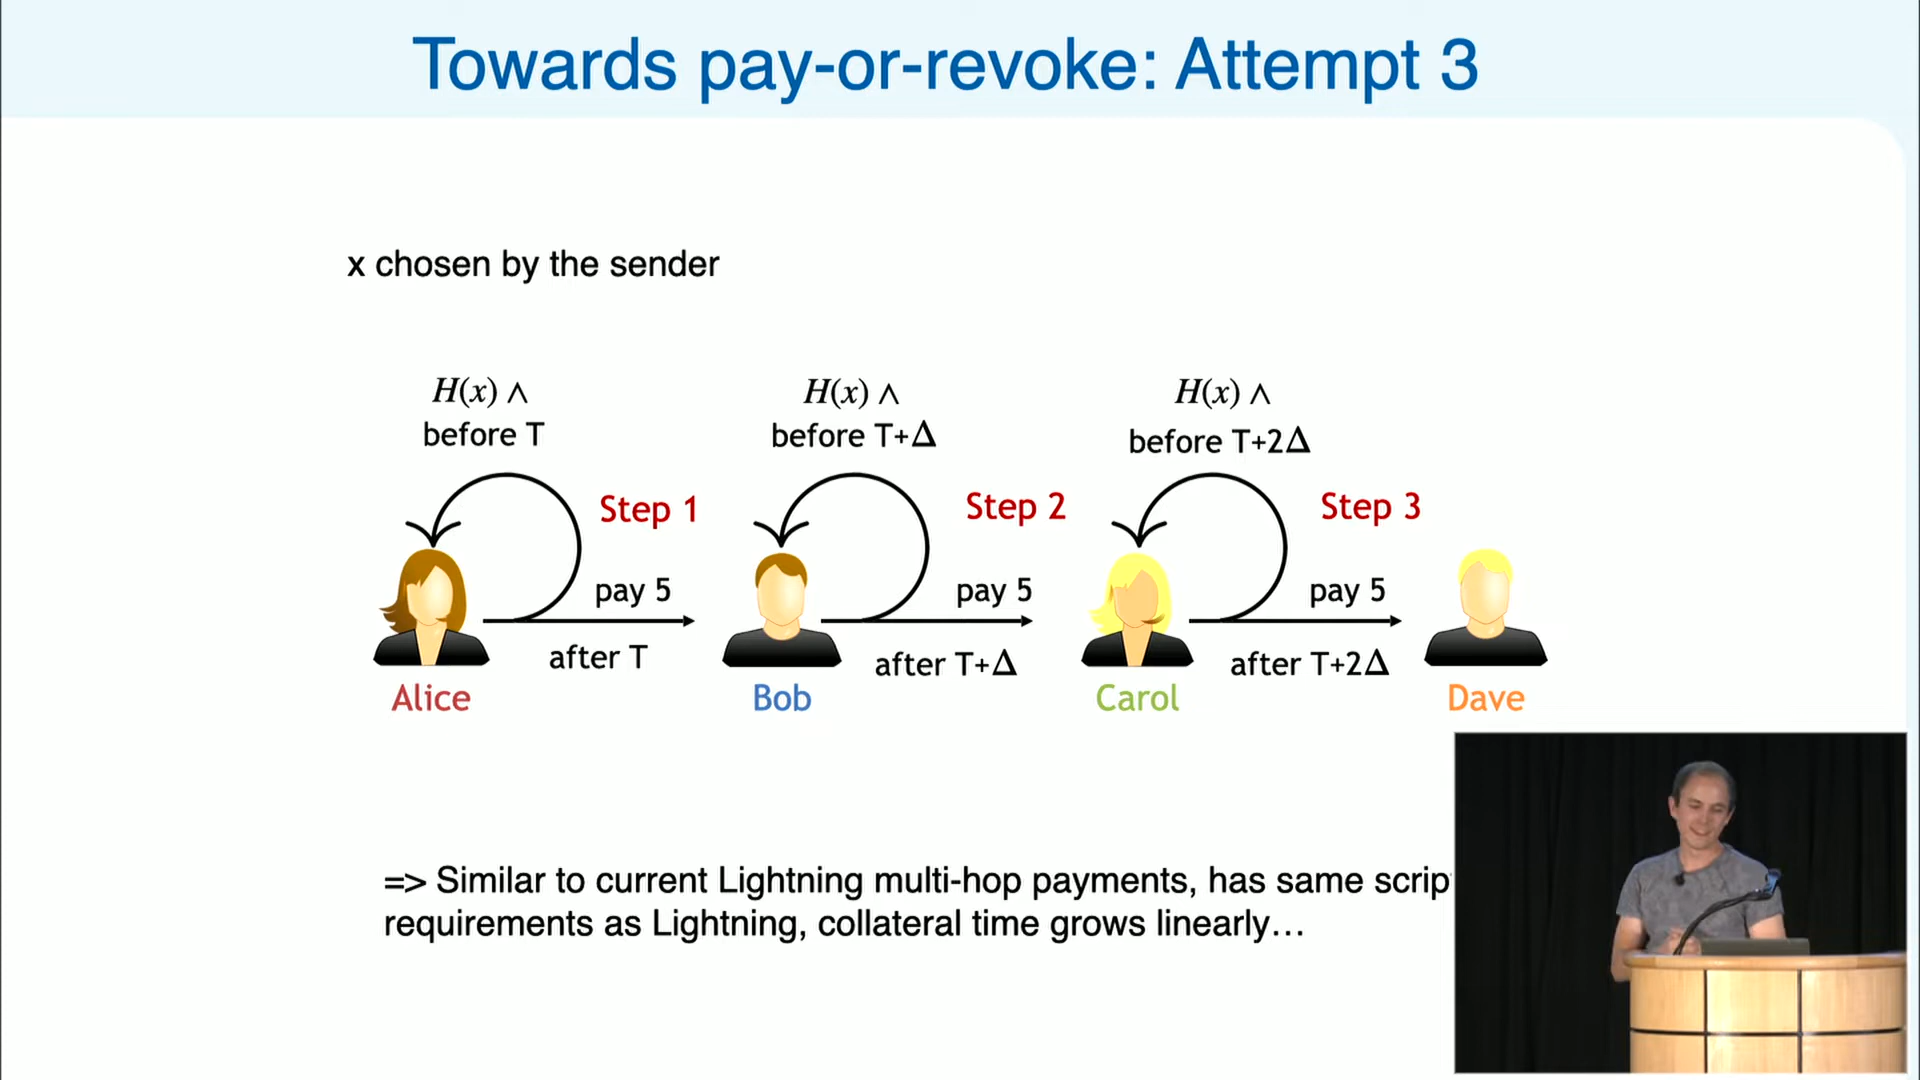 Towards pay-or-revoke: Attempt 3
x chosen by the sender
H(x) ∧
before T
H(x) ∧
before T+Δ
H(x) ∧
before T+2Δ
Step 1
Step 2
Step 3
pay 5
pay 5
pay 5
after T
after T+Δ
after T+2Δ
Alice
Bob
Carol
Dave
=> Similar to current Lightning multi-hop payments, has same scrip
requirements as Lightning, collateral time grows linearly…